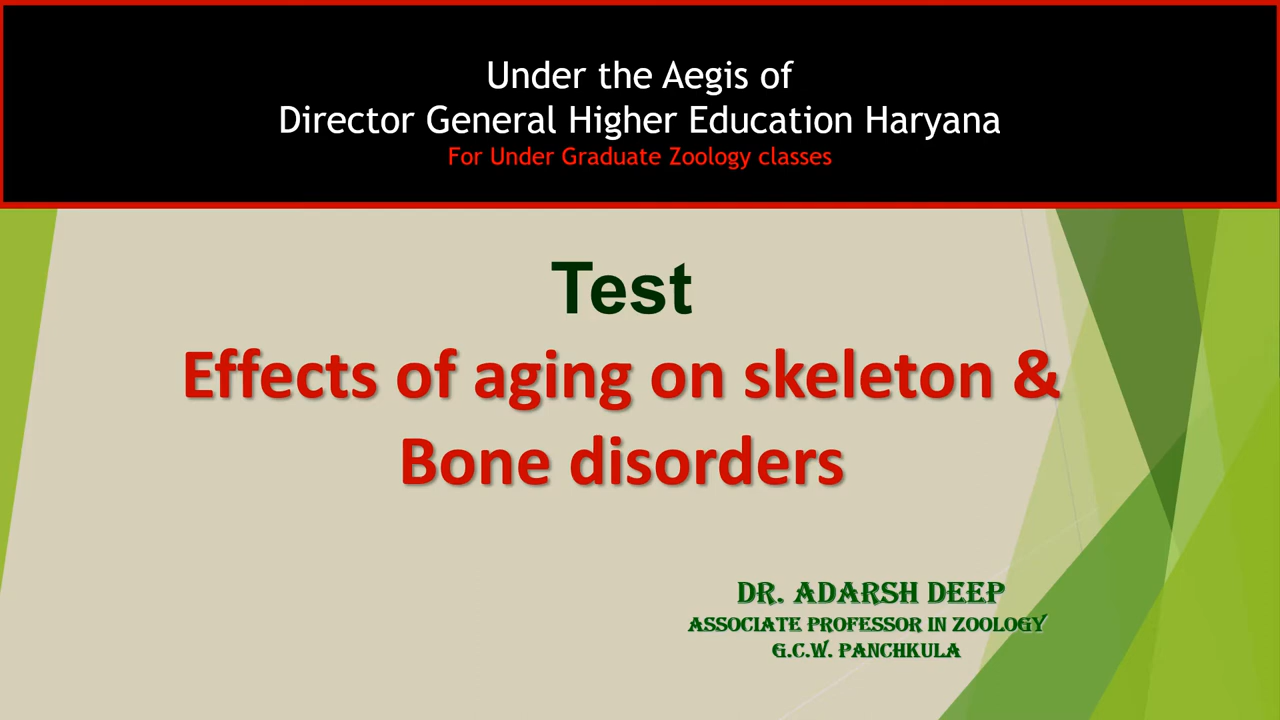 Under the Aegis of
Director General Higher Education Haryana
For Under Graduate Zoology classes
Test
Effects of aging on skeleton &
Bone disorders
DR. ADARSH DEEP
ASSOCIATE PROFESSOR IN ZOOLOGY
G.C.W. PANCHKULA